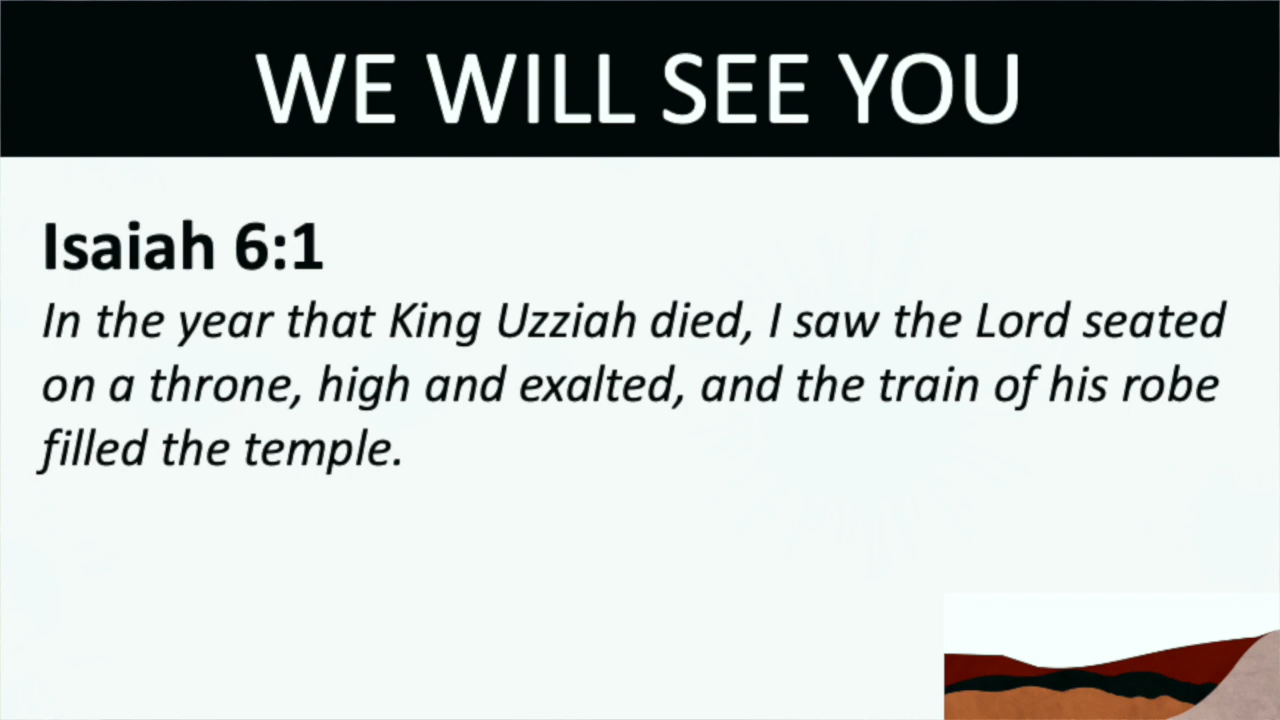 WE WILL SEE YOU
Isaiah 6:1
In the year that King Uzziah died, I saw the Lord seated
on a throne, high and exalted, and the train of his robe
filled the temple.